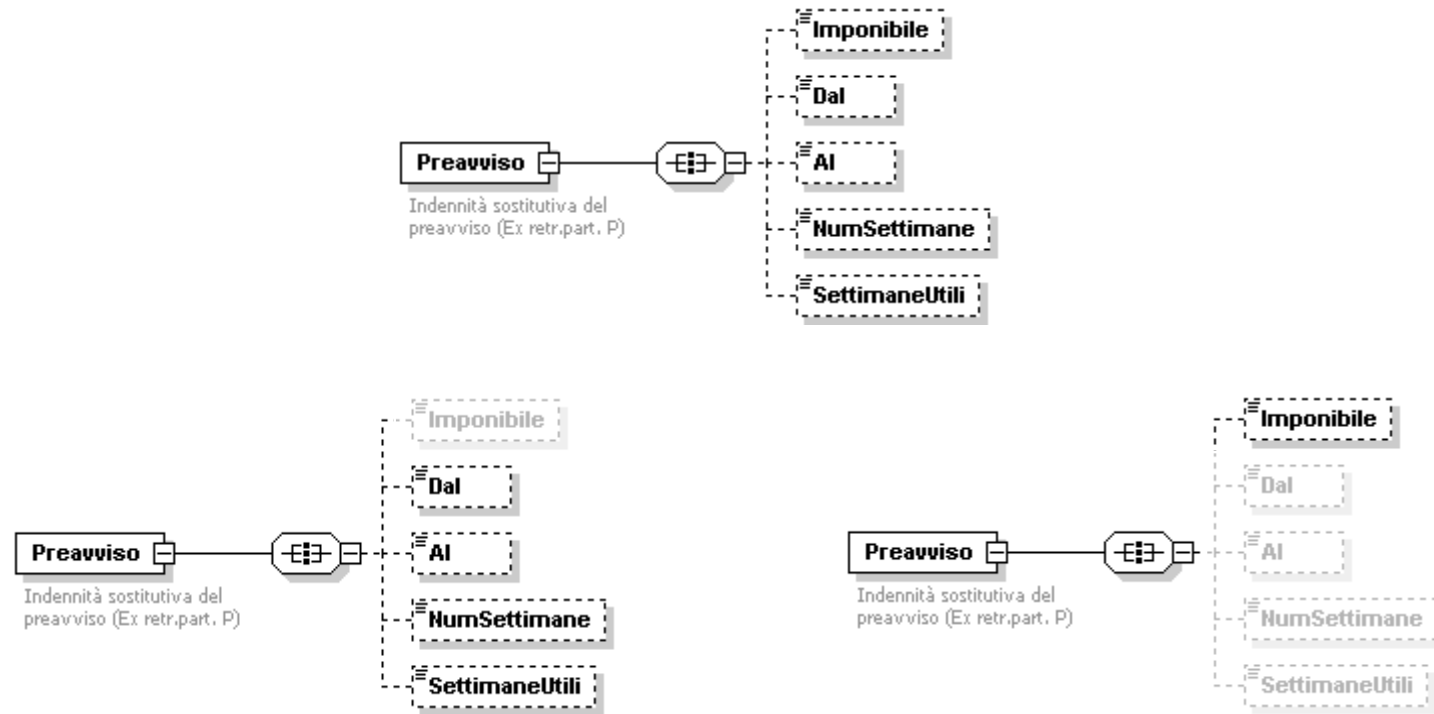 Imponibile
Dal
Preavviso
Al
Indennità sostitutiva del
preavviso (Ex retr.part. P)
NumSettimane
SettimaneUtili
Imponibile
Dal
Preavviso
Al
Indennità sostitutiva del
preavviso (Ex retr.part. P)
NumSettimane
SettimaneUtili
Imponibile
Dal
Preavviso
Al
Indennità sostitutiva del
preavviso (Ex retr.part. P)
NumSettimane
SettimaneUtili